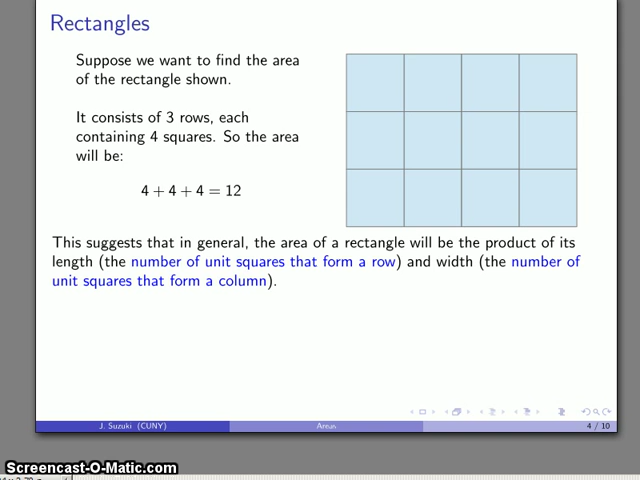 Rectangles
Suppose we want to find the area
of the rectangle shown.
It consists of 3 rows, each
containing 4 squares. So the area
will be:
4 + 4 + 4 = 12
This suggests that in general, the area of a rectangle will be the product of its
length (the number of unit squares that form a row) and width (the number of
unit squares that form a column).
J. Suzuki (CUNY)
Areas
4 / 10
Screencast-O-Matic.com